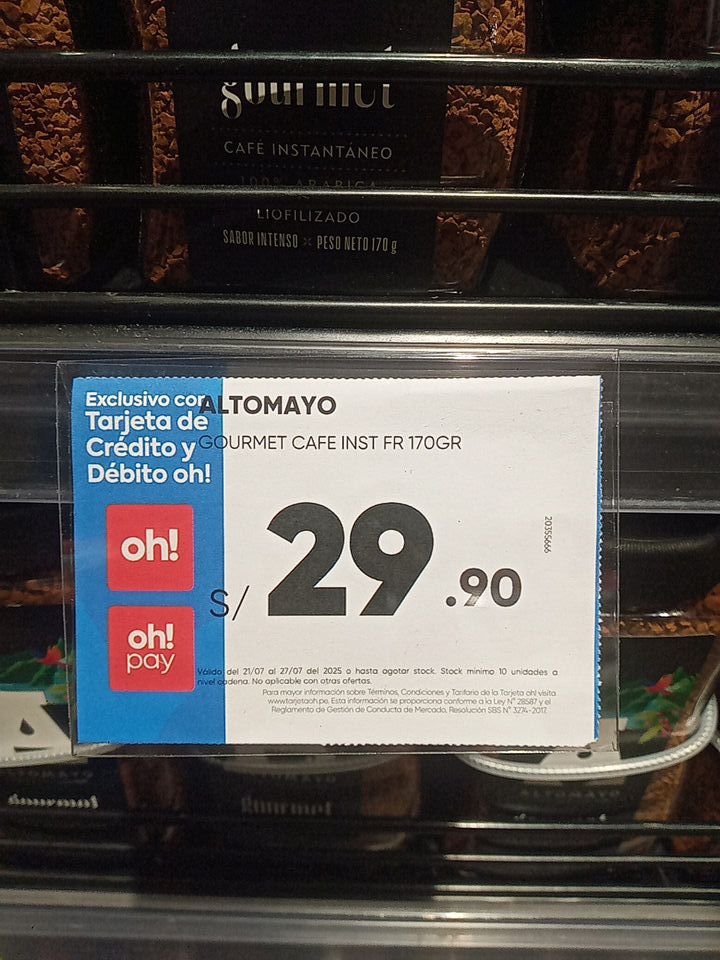 gourmet
CAFÉ INSTANTÁNEO
100% ARABICA
LIOFILIZADO
SABOR INTENSO × PESO NETO 170 g
Exclusivo con
Tarjeta de
Crédito y
Débito oh!
oh!
oh!
pay
ALTOMAYO
GOURMET CAFE INST FR 170GR
S/ 29.90
20355666
Válido del 21/07 al 27/07 del 2025 o hasta agotar stock. Stock mínimo 10 unidades a
nivel cadena. No aplicable con otras ofertas.
Para mayor información sobre Términos, Condiciones y Tarifario de la Tarjeta oh! visita
www.tarjetaoh.pe. Esta información se proporciona conforme a la Ley N° 28587 y el
Reglamento de Gestión de Conducta de Mercado, Resolución SBS N° 3274-2017.
ALTOMAYO
gourmet
gourmet
ALTOMAYO